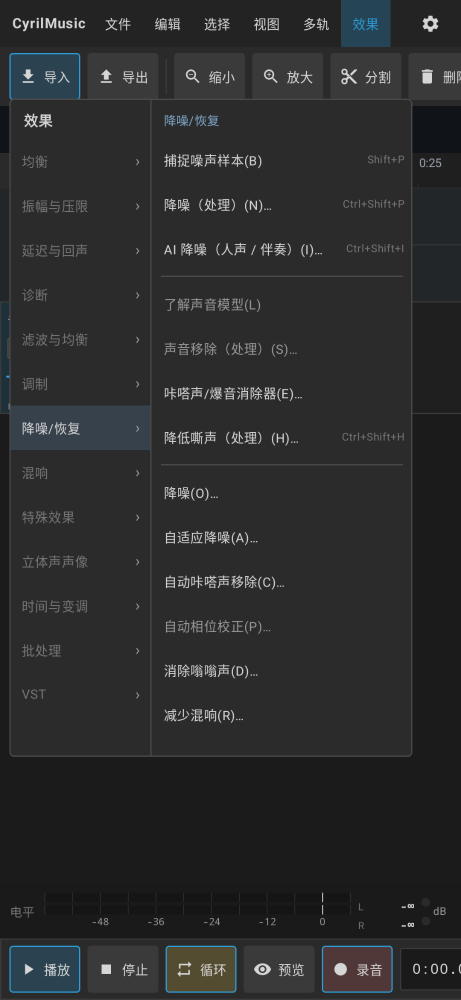 CyrilMusic 文件 编辑 选择 视图 多轨 效果
导入 导出 缩小 放大 分割
效果
均衡 ›
振幅与压限 ›
延迟与回声 ›
诊断 ›
滤波与均衡 ›
调制 ›
降噪/恢复 ›
混响 ›
特殊效果 ›
立体声声像 ›
时间与变调 ›
批处理 ›
VST ›
降噪/恢复
捕捉噪声样本(B) Shift+P
降噪（处理）(N)… Ctrl+Shift+P
AI 降噪（人声 / 伴奏）(I)… Ctrl+Shift+I
了解声音模型(L)
声音移除（处理）(S)…
咔嗒声/爆音消除器(E)…
降低嘶声（处理）(H)… Ctrl+Shift+H
降噪(O)…
自适应降噪(A)…
自动咔嗒声移除(C)…
自动相位校正(P)…
消除嗡嗡声(D)…
减少混响(R)…
0:25
电平 -48 -36 -24 -12 0
L -∞
R -∞
dB
播放 停止 循环 预览 录音 0:00.